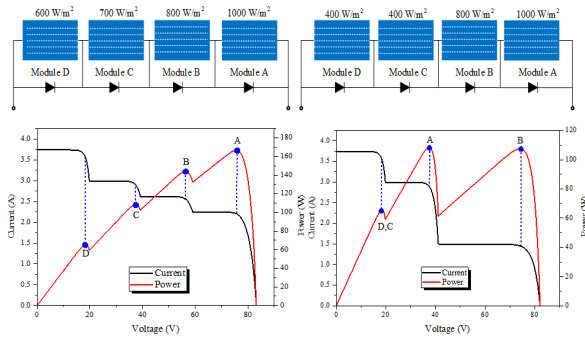 600 W/m² 700 W/m² 800 W/m² 1000 W/m²
Module D Module C Module B Module A
400 W/m² 400 W/m² 800 W/m² 1000 W/m²
Module D Module C Module B Module A
4.0
3.5
3.0
2.5
2.0
1.5
1.0
0.5
0.0
Current (A)
A
B
C
D
Current
Power
180
160
140
120
100
80
60
40
20
0
Power (W)
0 20 40 60 80
Voltage (V)
4.0
3.5
3.0
2.5
2.0
1.5
1.0
0.5
0.0
Current (A)
A
B
D,C
Current
Power
120
100
80
60
40
20
0
Power (W)
0 20 40 60 80
Voltage (V)